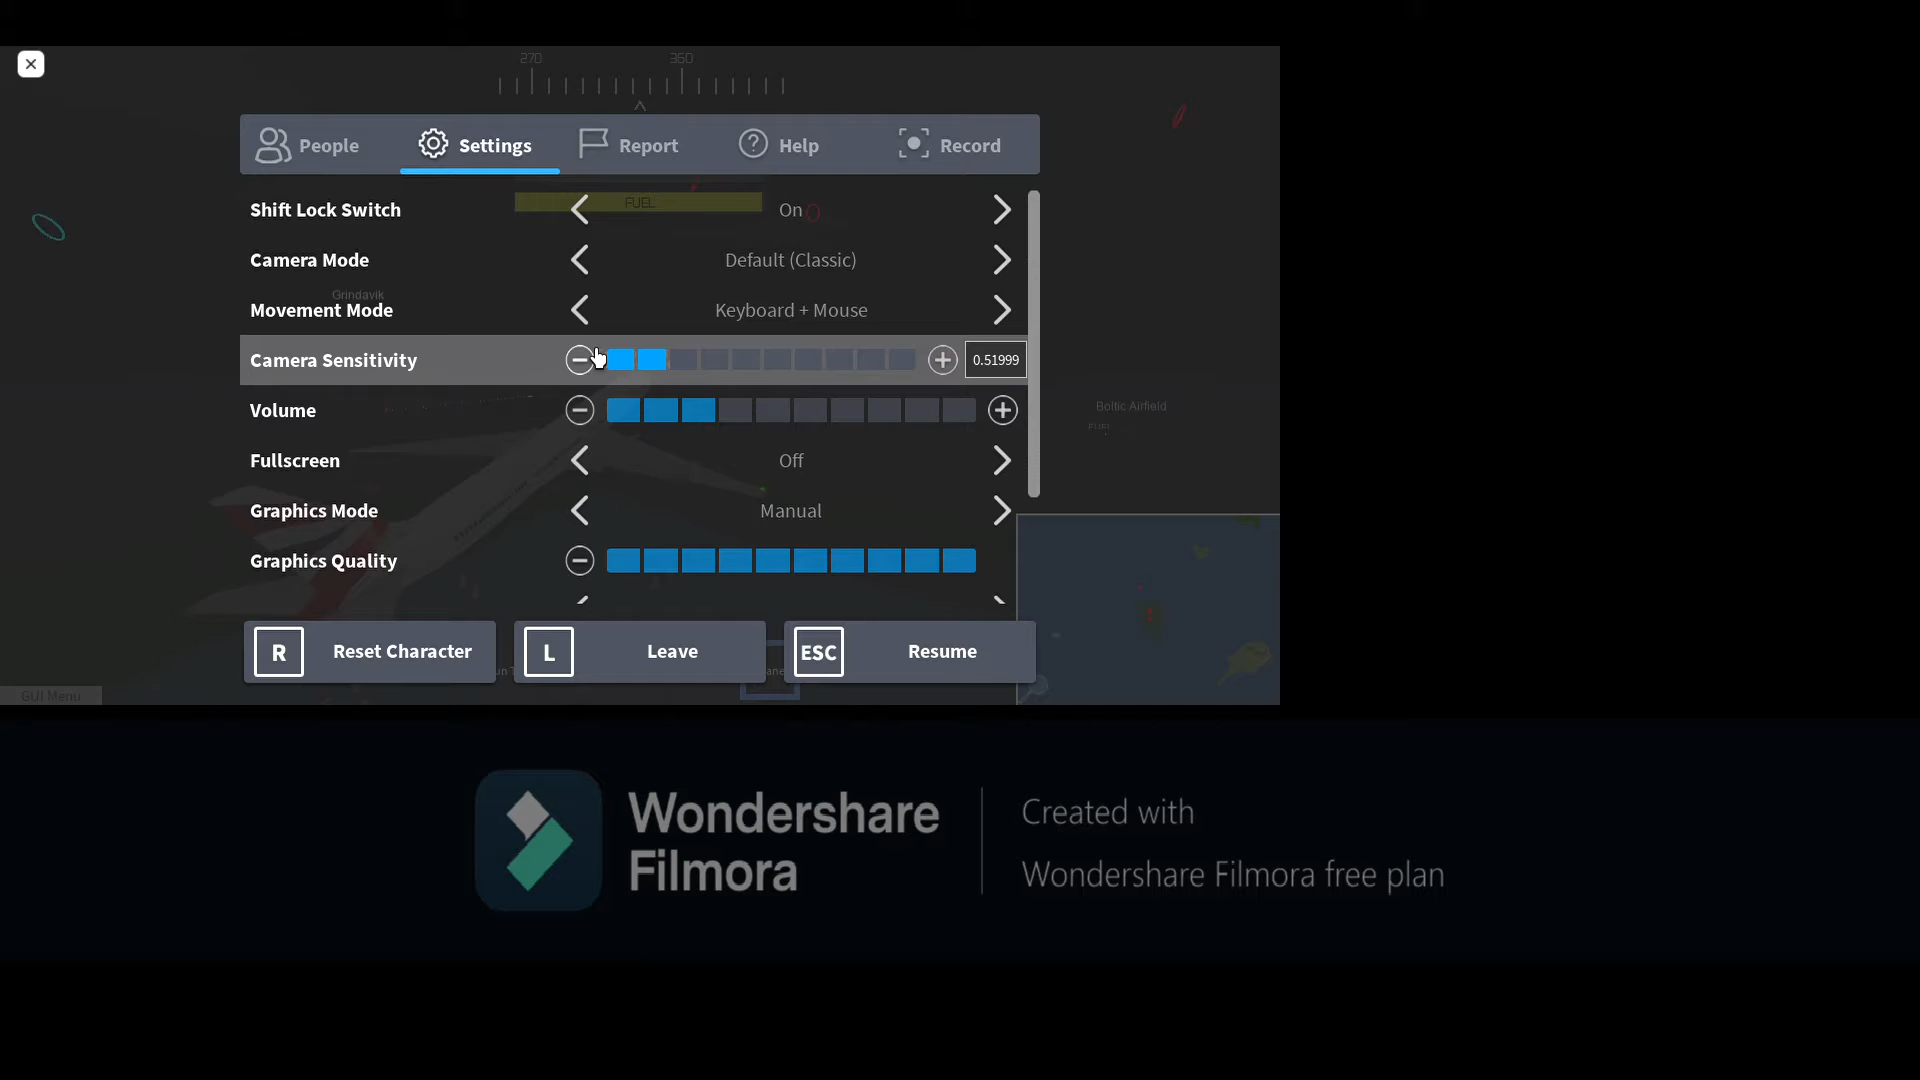 270 360
People Settings Report Help Record
Shift Lock Switch On
FUEL
Camera Mode Default (Classic)
Grindavik
Movement Mode Keyboard + Mouse
Camera Sensitivity 0.51999
Volume
Boltic Airfield
FUEL
Fullscreen Off
Graphics Mode Manual
Graphics Quality
R Reset Character L Leave ESC Resume
GUI Menu
Wondershare
Filmora
Created with
Wondershare Filmora free plan